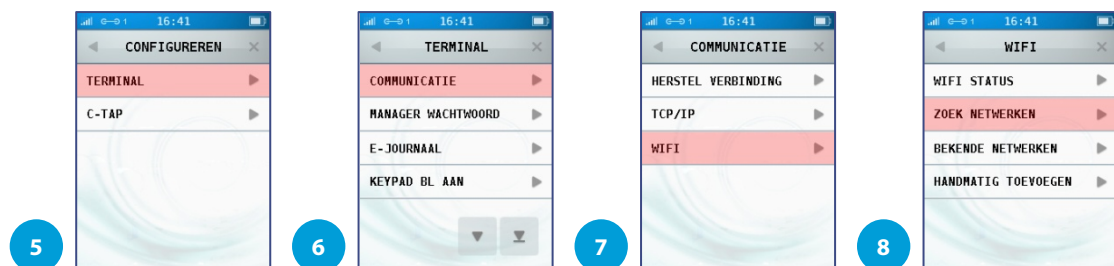 16:41
CONFIGUREREN
TERMINAL
C-TAP
5
16:41
TERMINAL
COMMUNICATIE
MANAGER WACHTWOORD
E-JOURNAAL
KEYPAD BL AAN
6
16:41
COMMUNICATIE
HERSTEL VERBINDING
TCP/IP
WIFI
7
16:41
WIFI
WIFI STATUS
ZOEK NETWERKEN
BEKENDE NETWERKEN
HANDMATIG TOEVOEGEN
8